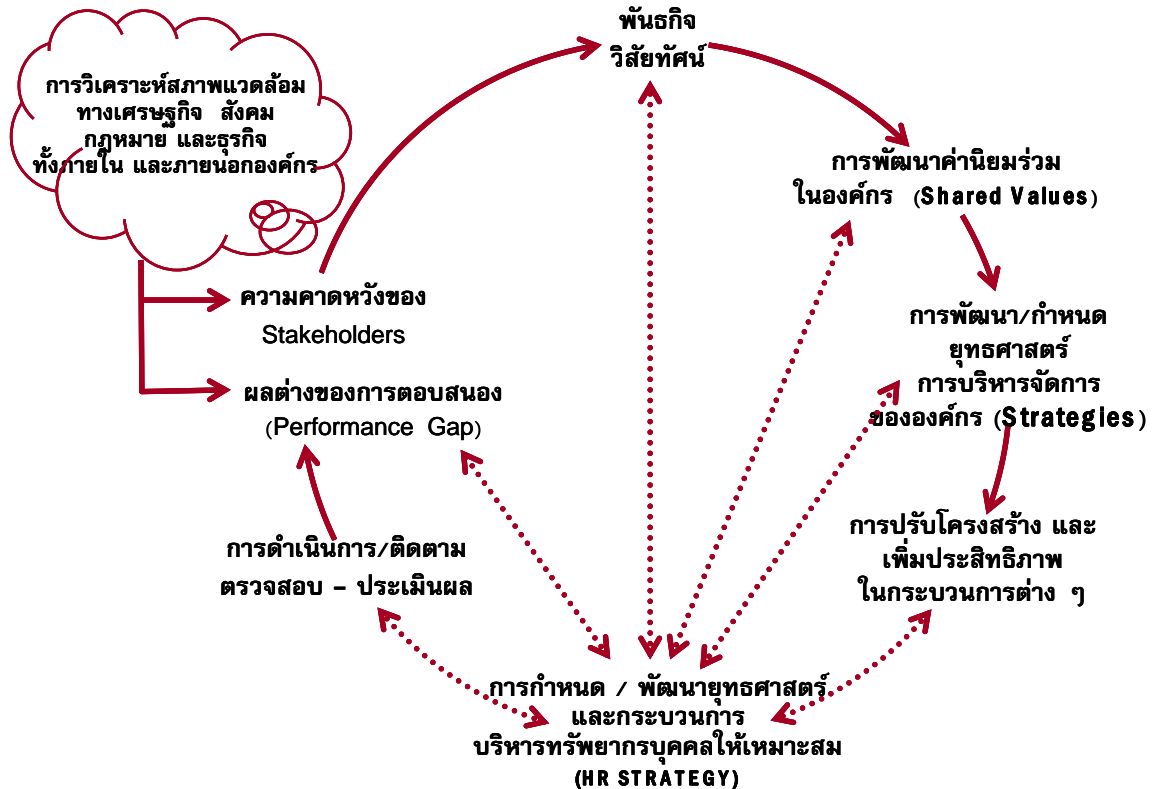 พันธกิจ
วิสัยทัศน์
การวิเคราะห์สภาพแวดล้อม
ทางเศรษฐกิจ สังคม
กฎหมาย และธุรกิจ
ทั้งภายใน และภายนอกองค์กร
การพัฒนาค่านิยมร่วม
ในองค์กร (Shared Values)
ความคาดหวังของ
Stakeholders
การพัฒนา/กำหนด
ยุทธศาสตร์
การบริหารจัดการ
ขององค์กร (Strategies)
ผลต่างของการตอบสนอง
(Performance Gap)
การปรับโครงสร้าง และ
เพิ่มประสิทธิภาพ
ในกระบวนการต่าง ๆ
การดำเนินการ/ติดตาม
ตรวจสอบ – ประเมินผล
การกำหนด / พัฒนายุทธศาสตร์
และกระบวนการ
บริหารทรัพยากรบุคคลให้เหมาะสม
(HR STRATEGY)